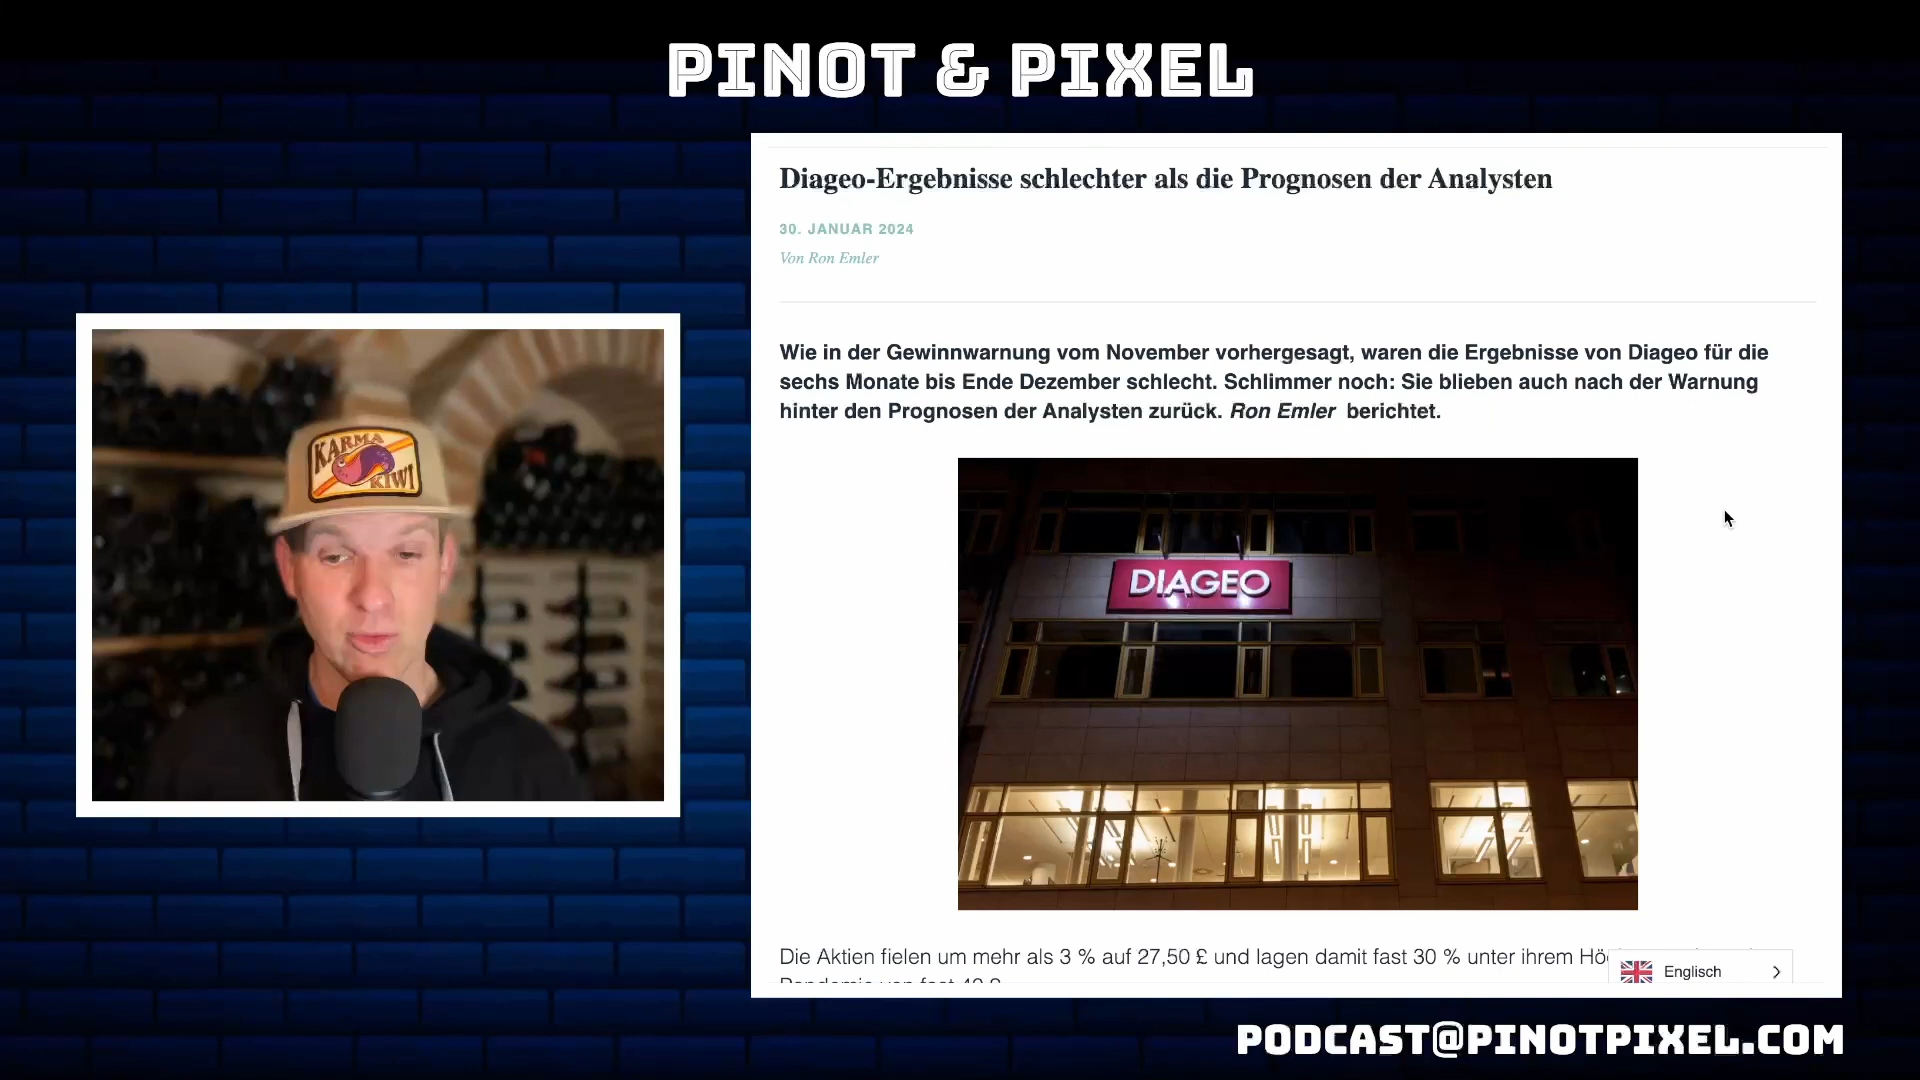 PINOT & PIXEL
Diageo-Ergebnisse schlechter als die Prognosen der Analysten
30. JANUAR 2024
Von Ron Emler
Wie in der Gewinnwarnung vom November vorhergesagt, waren die Ergebnisse von Diageo für die
sechs Monate bis Ende Dezember schlecht. Schlimmer noch: Sie blieben auch nach der Warnung
hinter den Prognosen der Analysten zurück. Ron Emler berichtet.
KARMA
KIWI
DIAGEO
Die Aktien fielen um mehr als 3 % auf 27,50 £ und lagen damit fast 30 % unter ihrem
Englisch
PODCAST@PINOTPIXEL.COM